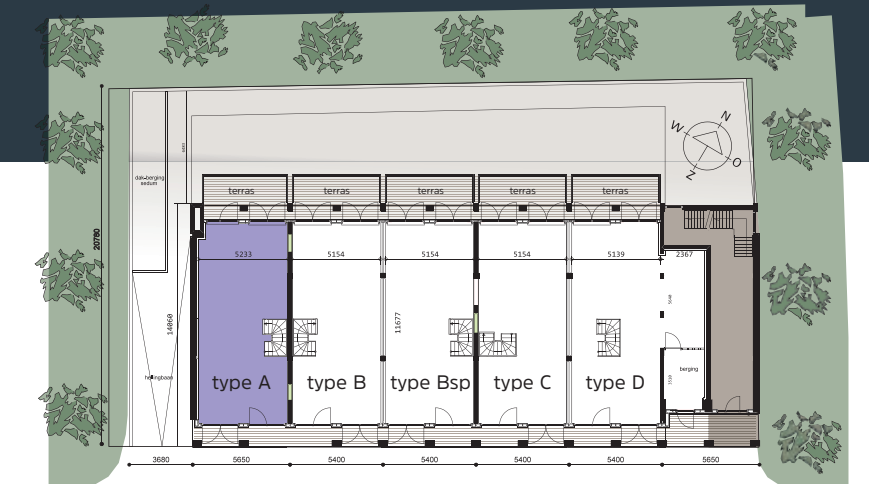 N
W
O
Z
dak-berging
sedum
terras
terras
terras
terras
terras
20780
5233
5154
5154
5154
5139
2367
14060
11677
hellingbaan
type A
type B
type Bsp
type C
type D
berging
3680
5650
5400
5400
5400
5400
5650